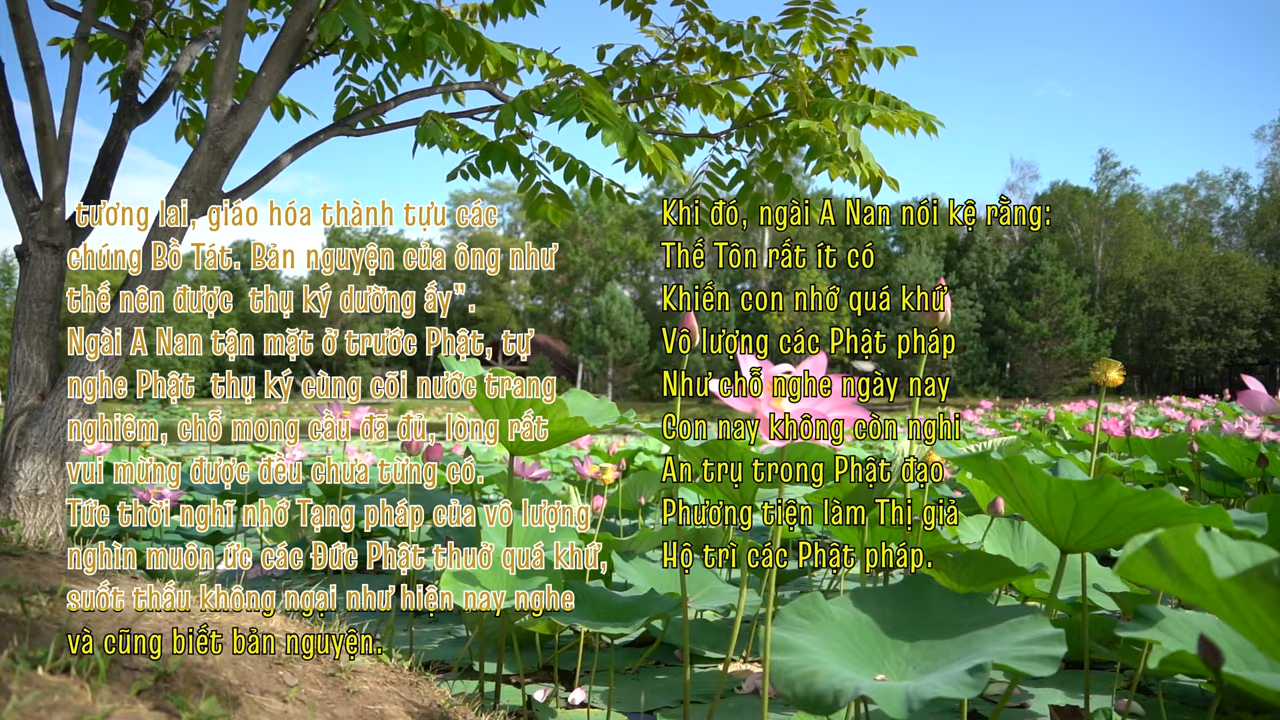 tương lai, giáo hóa thành tựu các
chúng Bồ Tát. Bản nguyện của ông như
thế nên được thụ ký dường ấy".
Ngài A Nan tận mặt ở trước Phật, tự
nghe Phật thụ ký cùng cõi nước trang
nghiêm, chỗ mong cầu đã đủ, lòng rất
vui mừng được đều chưa từng có.
Tức thời nghĩ nhớ Tạng pháp của vô lượng
nghìn muôn ức các Đức Phật thuở quá khứ,
suốt thấu không ngại như hiện nay nghe
và cũng biết bản nguyện.
Khi đó, ngài A Nan nói kệ rằng:
Thế Tôn rất ít có
Khiến con nhớ quá khứ
Vô lượng các Phật pháp
Như chỗ nghe ngày nay
Con nay không còn nghi
An trụ trong Phật đạo
Phương tiện làm Thị giả
Hộ trì các Phật pháp.